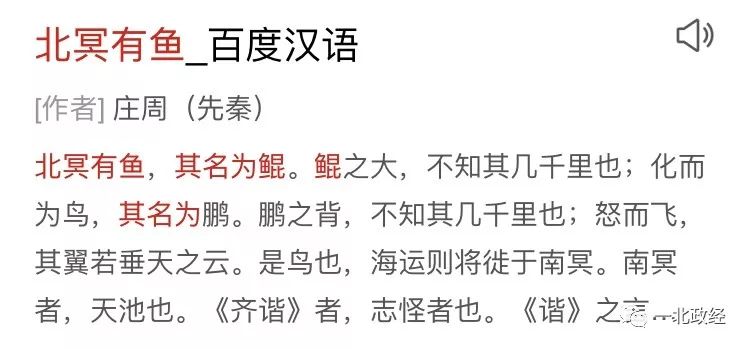 北冥有鱼_百度汉语
[作者] 庄周（先秦）
北冥有鱼，其名为鲲。鲲之大，不知其几千里也；化而
为鸟，其名为鹏。鹏之背，不知其几千里也；怒而飞，
其翼若垂天之云。是鸟也，海运则将徙于南冥。南冥
者，天池也。《齐谐》者，志怪者也。《谐》之言...
一北政经